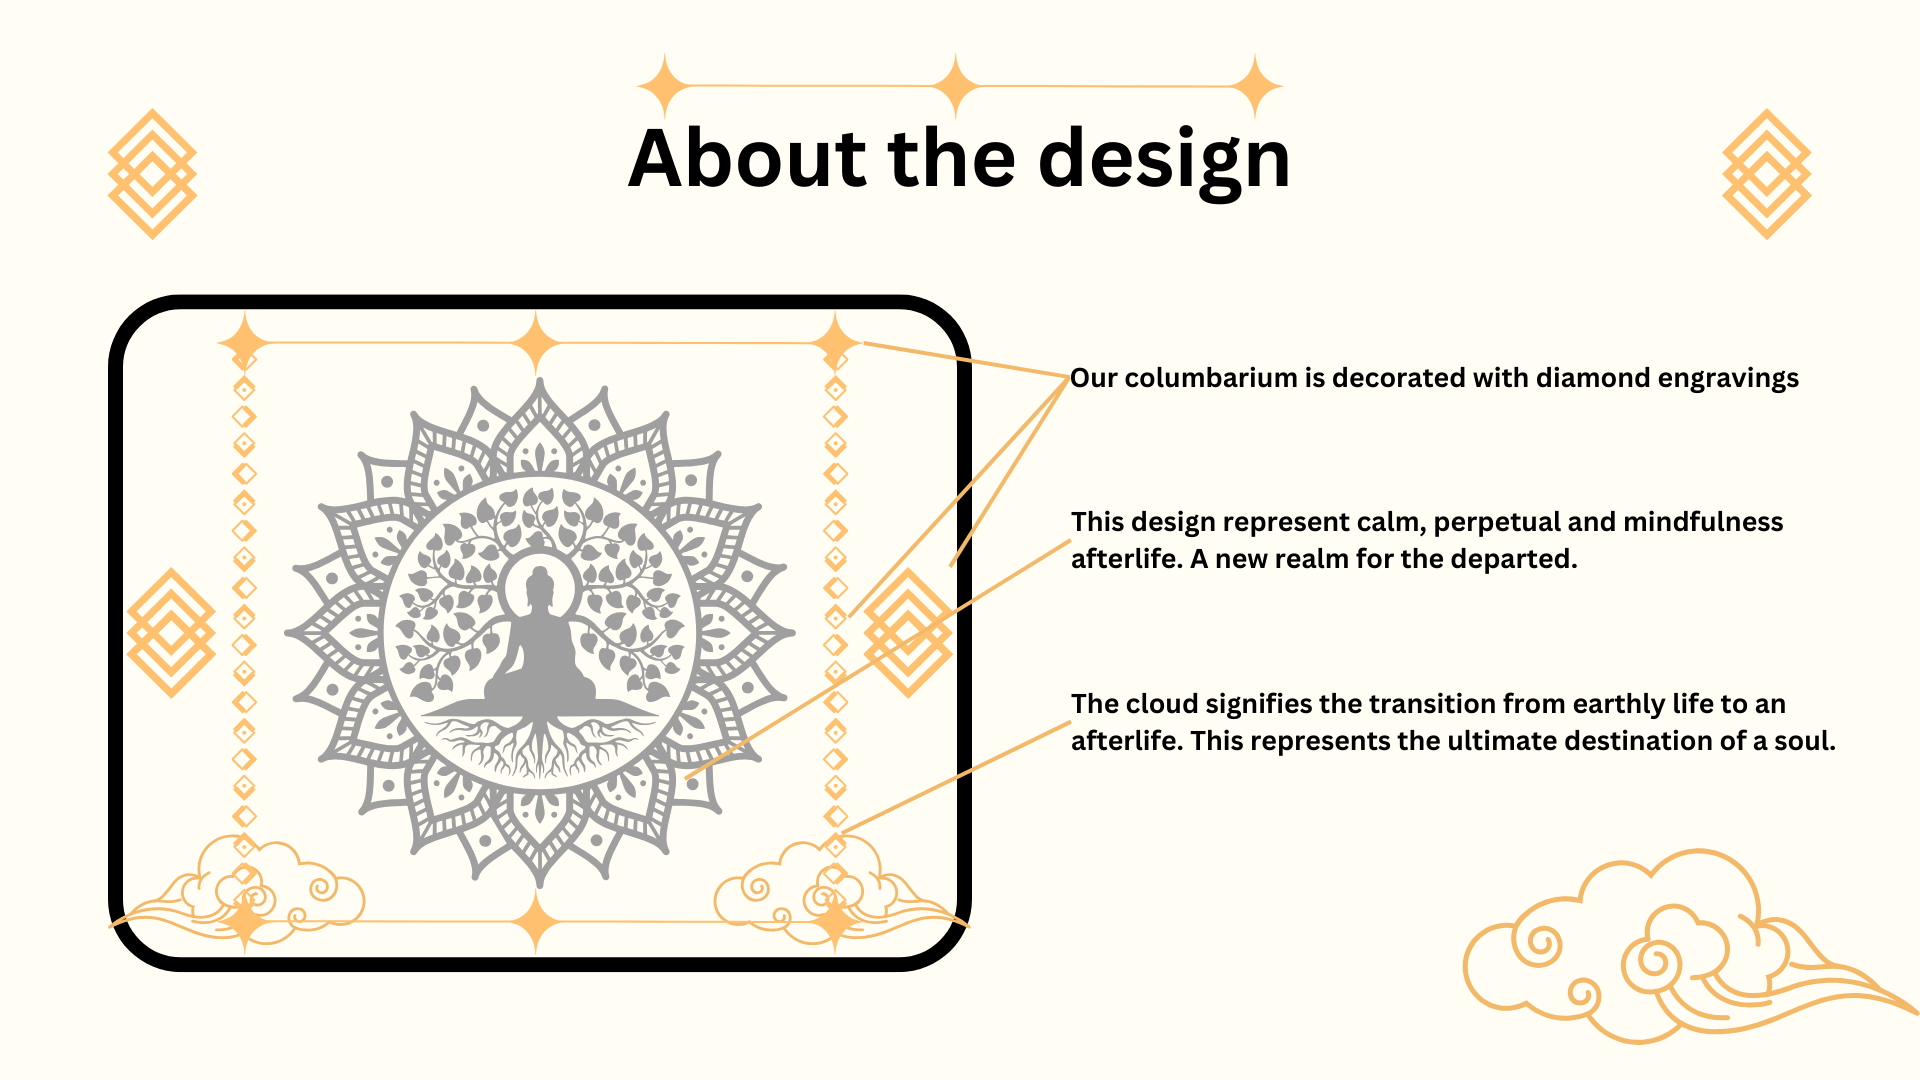 About the design
Our columbarium is decorated with diamond engravings
This design represent calm, perpetual and mindfulness
afterlife. A new realm for the departed.
The cloud signifies the transition from earthly life to an
afterlife. This represents the ultimate destination of a soul.